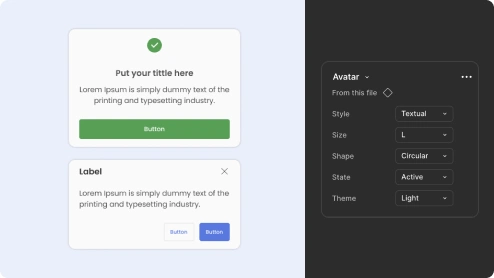 Put your tittle here
Lorem Ipsum is simply dummy text of the
printing and typesetting industry.
Button
Label
Lorem Ipsum is simply dummy text of the
printing and typesetting industry.
Button Button
Avatar
From this file
Style Textual
Size L
Shape Circular
State Active
Theme Light